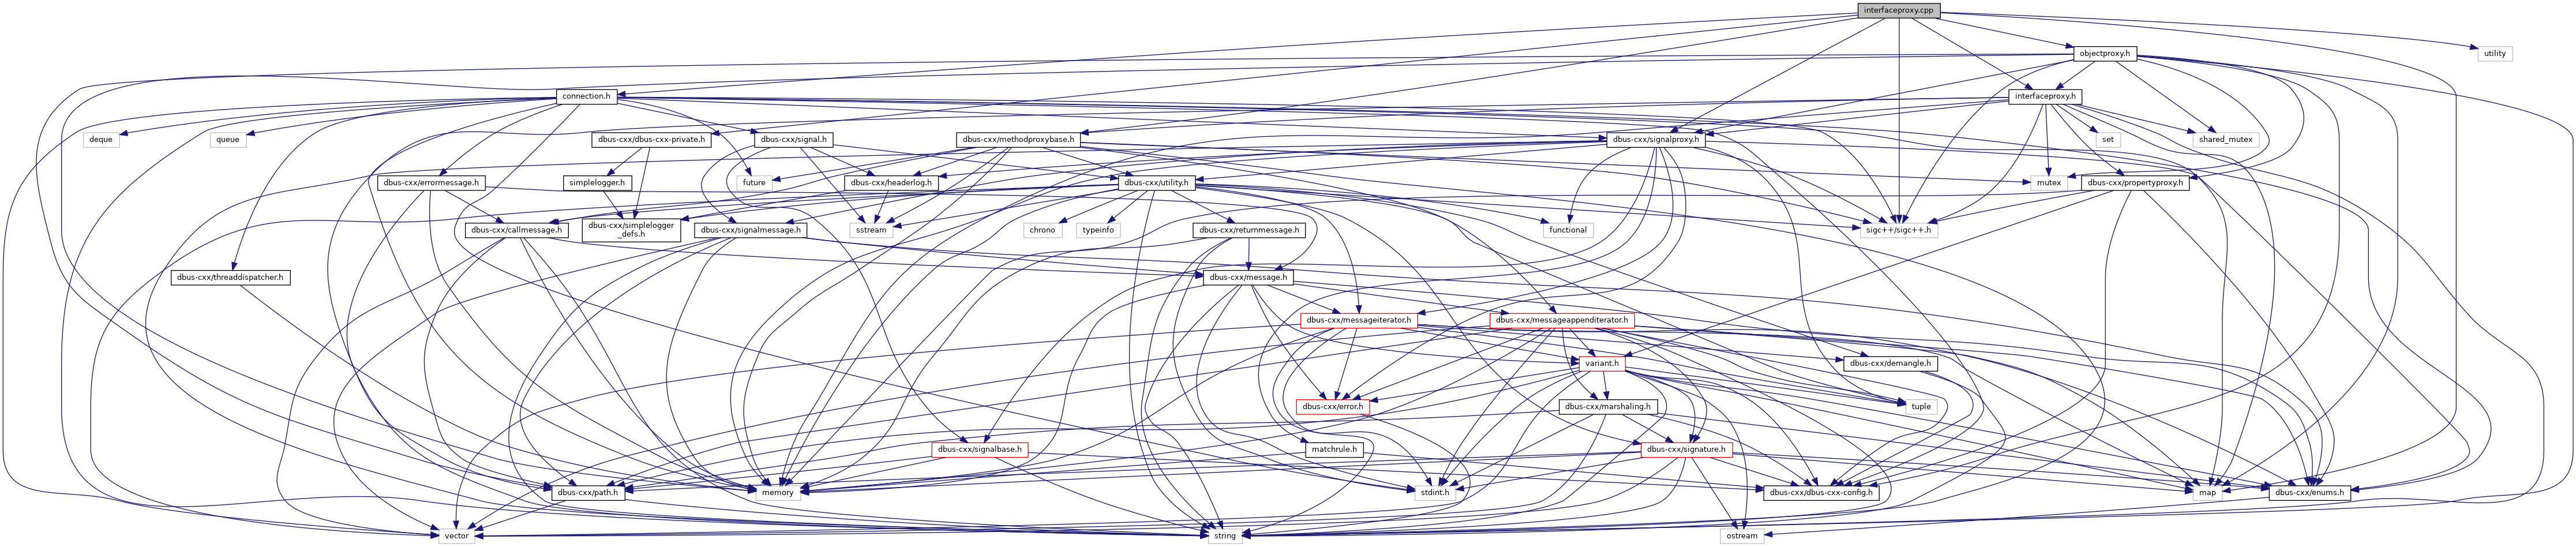 interfaceproxy.cpp
objectproxy.h
utility
connection.h
interfaceproxy.h
deque
queue
dbus-cxx/dbus-cxx-private.h
dbus-cxx/signal.h
dbus-cxx/methodproxybase.h
dbus-cxx/signalproxy.h
set
shared_mutex
dbus-cxx/errormessage.h
simplelogger.h
future
dbus-cxx/headerlog.h
dbus-cxx/utility.h
mutex
dbus-cxx/propertyproxy.h
dbus-cxx/callmessage.h
dbus-cxx/simplelogger
_defs.h
dbus-cxx/signalmessage.h
sstream
chrono
typeinfo
dbus-cxx/returnmessage.h
functional
sigc++/sigc++.h
dbus-cxx/threaddispatcher.h
dbus-cxx/message.h
dbus-cxx/messageiterator.h
dbus-cxx/messageappenditerator.h
variant.h
dbus-cxx/demangle.h
dbus-cxx/error.h
dbus-cxx/marshaling.h
tuple
dbus-cxx/signalbase.h
matchrule.h
dbus-cxx/signature.h
dbus-cxx/path.h
memory
stdint.h
dbus-cxx/dbus-cxx-config.h
map
dbus-cxx/enums.h
vector
string
ostream